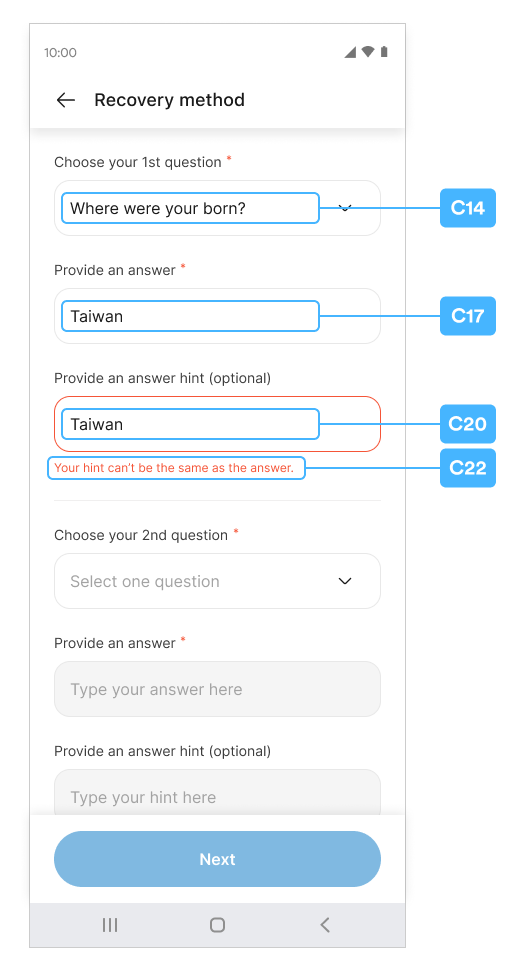 10:00
Recovery method
Choose your 1st question *
Where were your born?
C14
Provide an answer *
Taiwan
C17
Provide an answer hint (optional)
Taiwan
C20
Your hint can't be the same as the answer.
C22
Choose your 2nd question *
Select one question
Provide an answer *
Type your answer here
Provide an answer hint (optional)
Type your hint here
Next